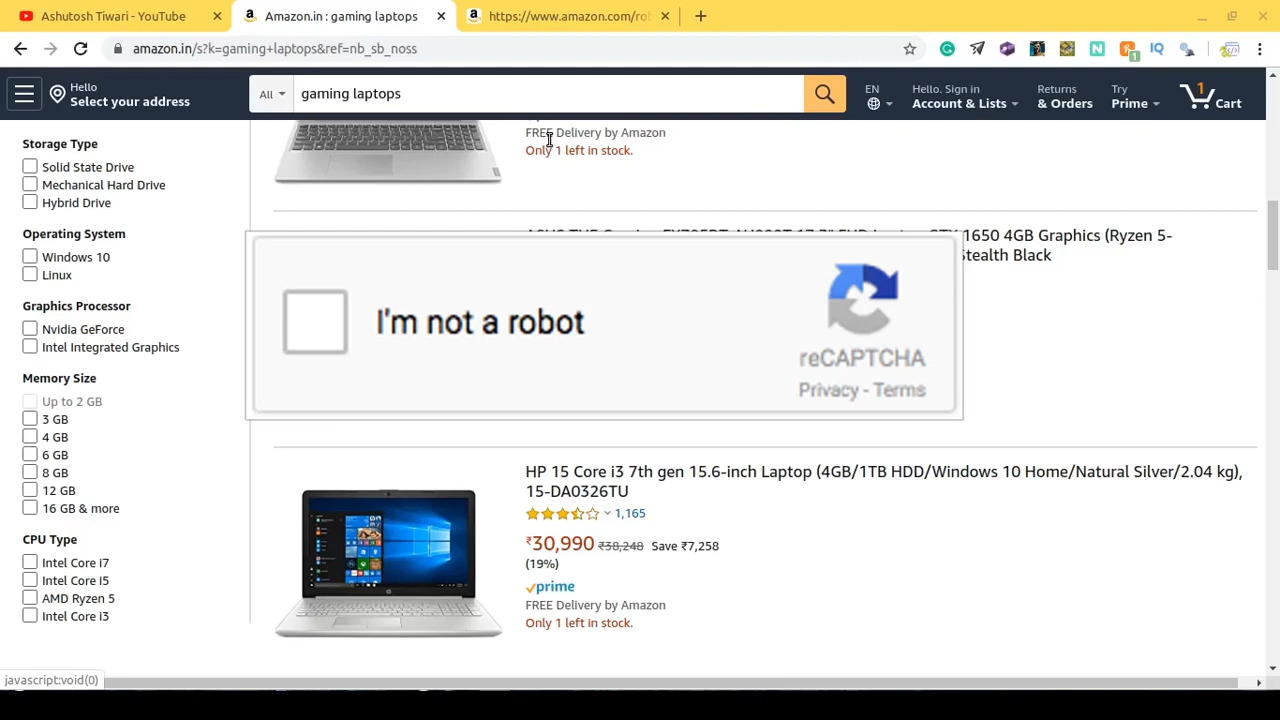 Ashutosh Tiwari - YouTube
Amazon.in : gaming laptops
https://www.amazon.com/rob
amazon.in/s?k=gaming+laptops&ref=nb_sb_noss
1
IQ
Hello
Select your address
All
gaming laptops
EN
Hello. Sign in
Account & Lists
Returns
& Orders
Try
Prime
1
Cart
Storage Type
Solid State Drive
Mechanical Hard Drive
Hybrid Drive
Operating System
Windows 10
Linux
Graphics Processor
Nvidia GeForce
Intel Integrated Graphics
Memory Size
Up to 2 GB
3 GB
4 GB
6 GB
8 GB
12 GB
16 GB & more
CPU Type
Intel Core i7
Intel Core i5
AMD Ryzen 5
Intel Core i3
FREE Delivery by Amazon
Only 1 left in stock.
1650 4GB Graphics (Ryzen 5-
Stealth Black
I'm not a robot
reCAPTCHA
Privacy - Terms
HP 15 Core i3 7th gen 15.6-inch Laptop (4GB/1TB HDD/Windows 10 Home/Natural Silver/2.04 kg),
15-DA0326TU
1,165
₹30,990 ₹38,248 Save ₹7,258
(19%)
prime
FREE Delivery by Amazon
Only 1 left in stock.
javascript:void(0)